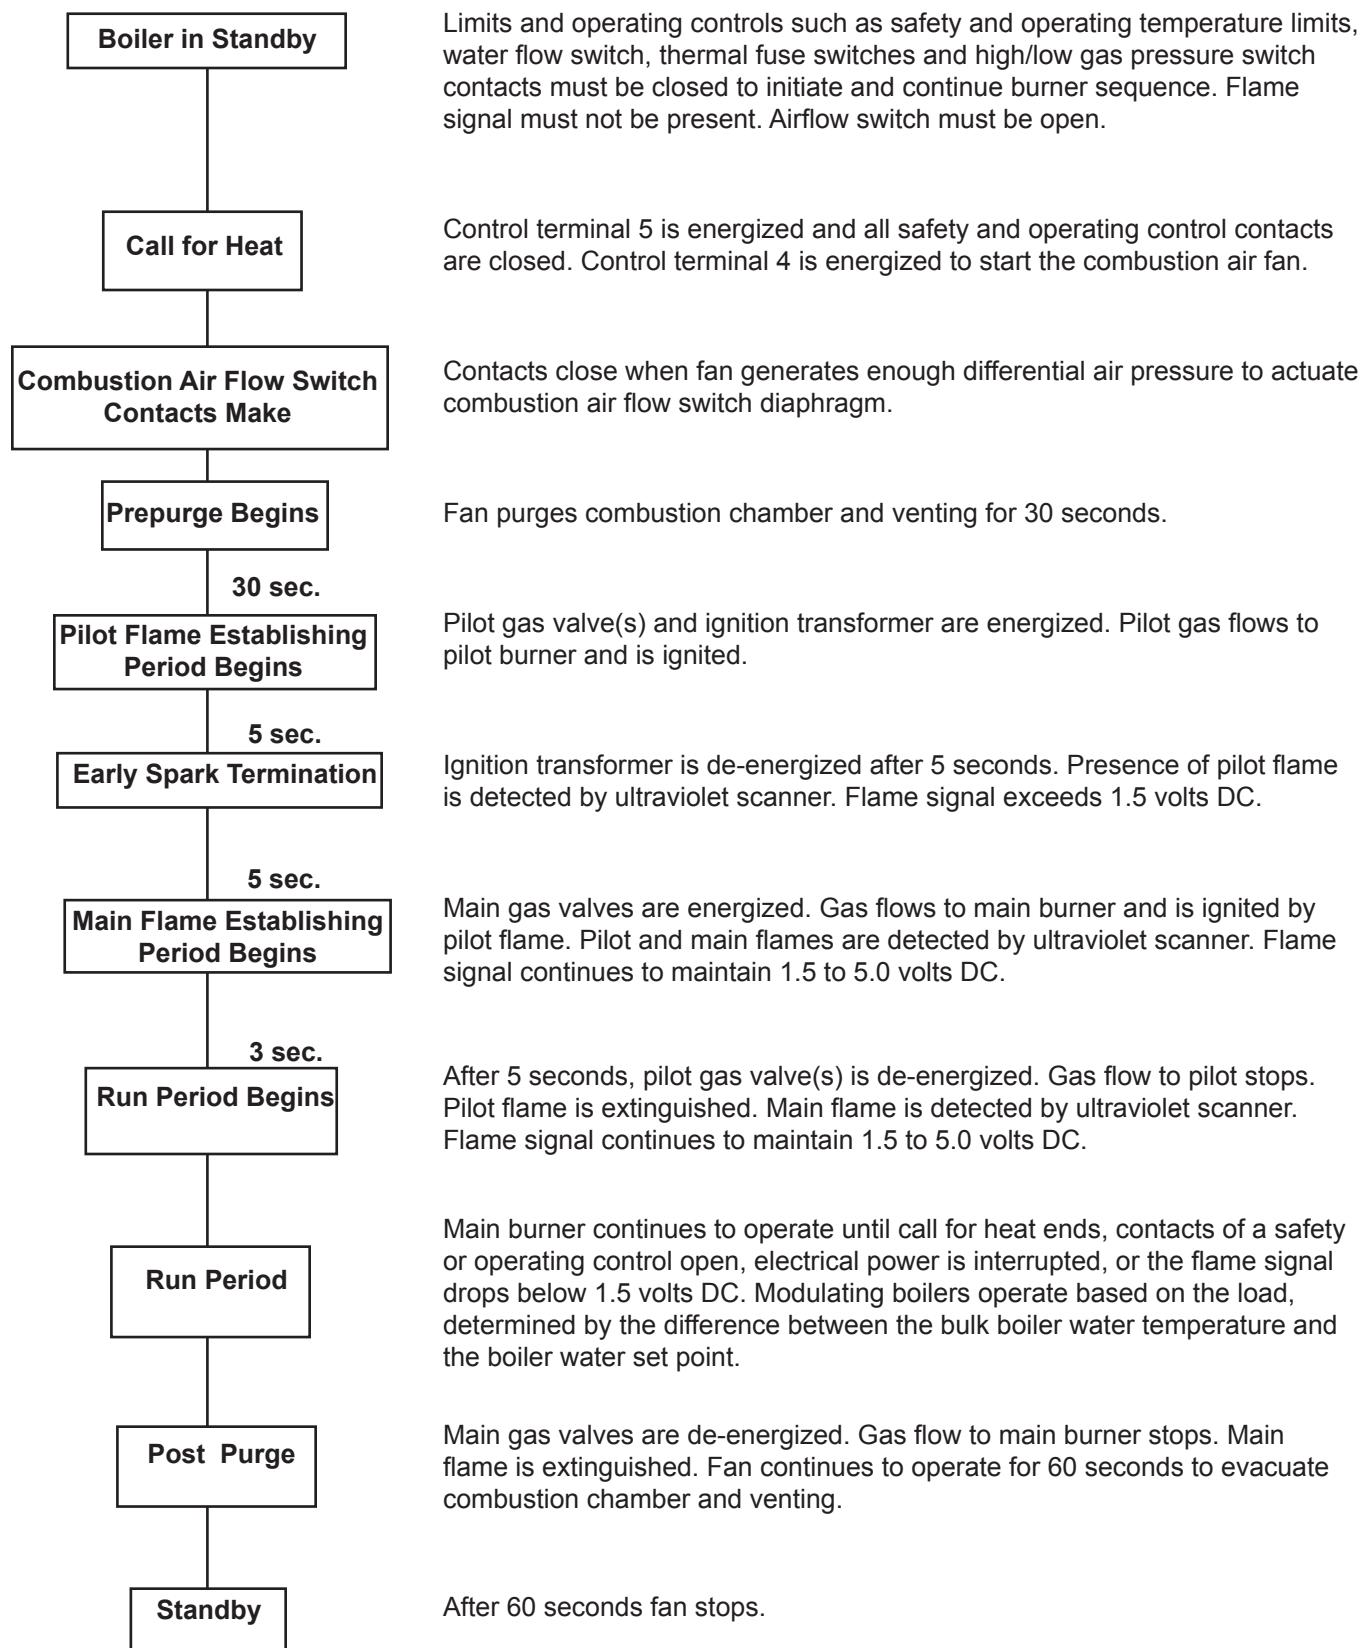 Boiler in Standby
Limits and operating controls such as safety and operating temperature limits,
water flow switch, thermal fuse switches and high/low gas pressure switch
contacts must be closed to initiate and continue burner sequence. Flame
signal must not be present. Airflow switch must be open.
Call for Heat
Control terminal 5 is energized and all safety and operating control contacts
are closed. Control terminal 4 is energized to start the combustion air fan.
Combustion Air Flow Switch
Contacts Make
Contacts close when fan generates enough differential air pressure to actuate
combustion air flow switch diaphragm.
Prepurge Begins
Fan purges combustion chamber and venting for 30 seconds.
30 sec.
Pilot Flame Establishing
Period Begins
Pilot gas valve(s) and ignition transformer are energized. Pilot gas flows to
pilot burner and is ignited.
5 sec.
Early Spark Termination
Ignition transformer is de-energized after 5 seconds. Presence of pilot flame
is detected by ultraviolet scanner. Flame signal exceeds 1.5 volts DC.
5 sec.
Main Flame Establishing
Period Begins
Main gas valves are energized. Gas flows to main burner and is ignited by
pilot flame. Pilot and main flames are detected by ultraviolet scanner. Flame
signal continues to maintain 1.5 to 5.0 volts DC.
3 sec.
Run Period Begins
After 5 seconds, pilot gas valve(s) is de-energized. Gas flow to pilot stops.
Pilot flame is extinguished. Main flame is detected by ultraviolet scanner.
Flame signal continues to maintain 1.5 to 5.0 volts DC.
Run Period
Main burner continues to operate until call for heat ends, contacts of a safety
or operating control open, electrical power is interrupted, or the flame signal
drops below 1.5 volts DC. Modulating boilers operate based on the load,
determined by the difference between the bulk boiler water temperature and
the boiler water set point.
Post Purge
Main gas valves are de-energized. Gas flow to main burner stops. Main
flame is extinguished. Fan continues to operate for 60 seconds to evacuate
combustion chamber and venting.
Standby
After 60 seconds fan stops.